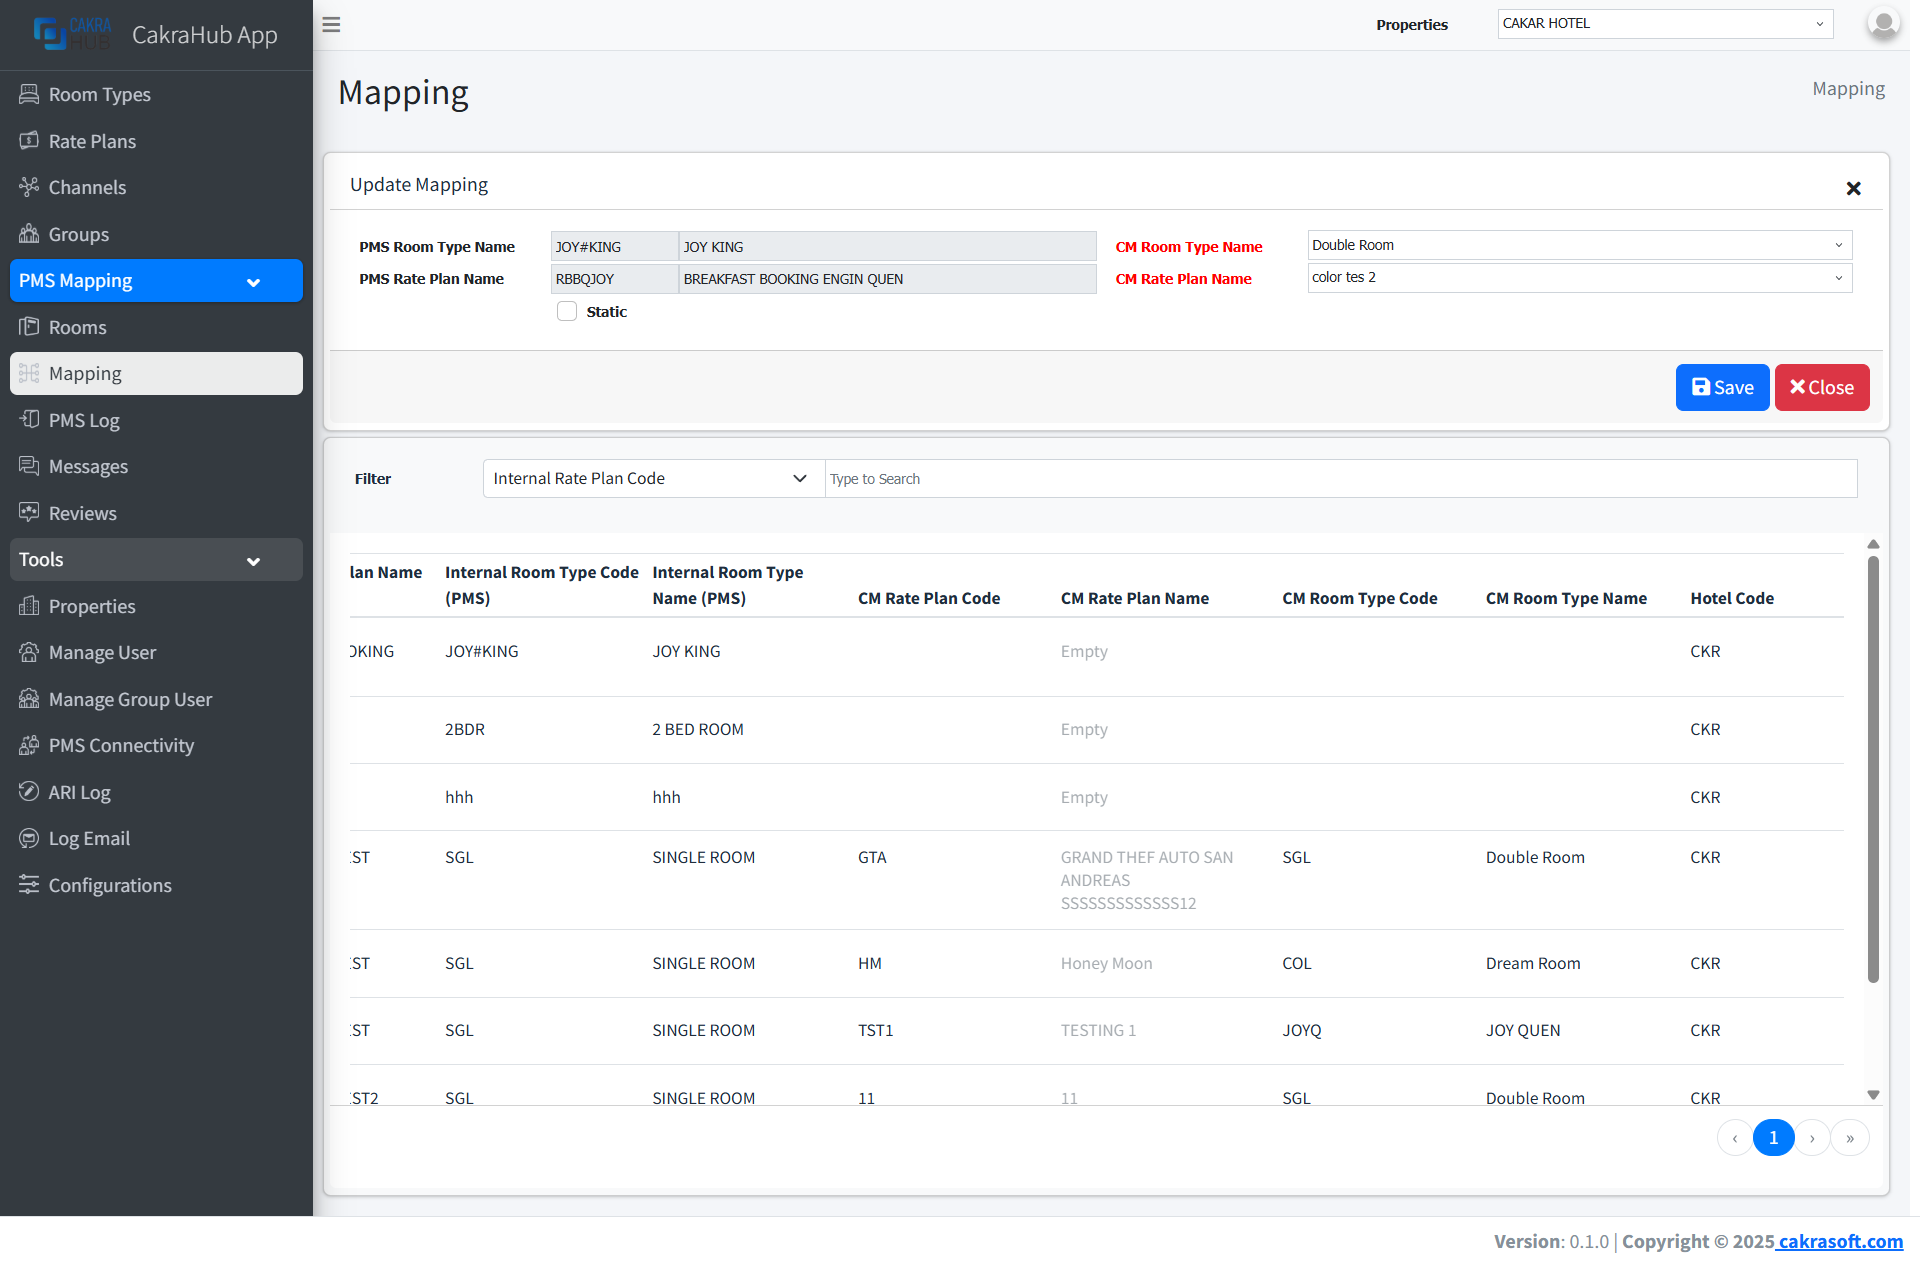 CAKRA
HUB
CakraHub App
Properties
CAKAR HOTEL
Room Types
Rate Plans
Channels
Groups
PMS Mapping
Rooms
Mapping
PMS Log
Messages
Reviews
Tools
Properties
Manage User
Manage Group User
PMS Connectivity
ARI Log
Log Email
Configurations
Mapping
Mapping
Update Mapping
PMS Room Type Name JOY#KING JOY KING CM Room Type Name Double Room
PMS Rate Plan Name RBBQJOY BREAKFAST BOOKING ENGIN QUEN CM Rate Plan Name color tes 2
Static
Save Close
Filter Internal Rate Plan Code Type to Search
lan Name Internal Room Type Code (PMS) Internal Room Type Name (PMS) CM Rate Plan Code CM Rate Plan Name CM Room Type Code CM Room Type Name Hotel Code
OKING JOY#KING JOY KING Empty CKR
2BDR 2 BED ROOM Empty CKR
hhh hhh Empty CKR
ST SGL SINGLE ROOM GTA GRAND THEF AUTO SAN ANDREAS SSSSSSSSSSSSS12 SGL Double Room CKR
ST SGL SINGLE ROOM HM Honey Moon COL Dream Room CKR
ST SGL SINGLE ROOM TST1 TESTING 1 JOYQ JOY QUEN CKR
ST2 SGL SINGLE ROOM 11 11 SGL Double Room CKR
‹ 1 › »
Version: 0.1.0 | Copyright © 2025 cakrasoft.com